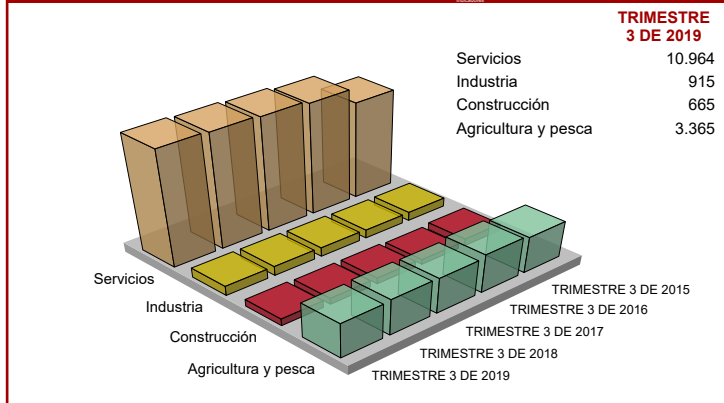 TRIMESTRE
3 DE 2019
Servicios 10.964
Industria 915
Construcción 665
Agricultura y pesca 3.365
Servicios
Industria
Construcción
Agricultura y pesca
TRIMESTRE 3 DE 2015
TRIMESTRE 3 DE 2016
TRIMESTRE 3 DE 2017
TRIMESTRE 3 DE 2018
TRIMESTRE 3 DE 2019